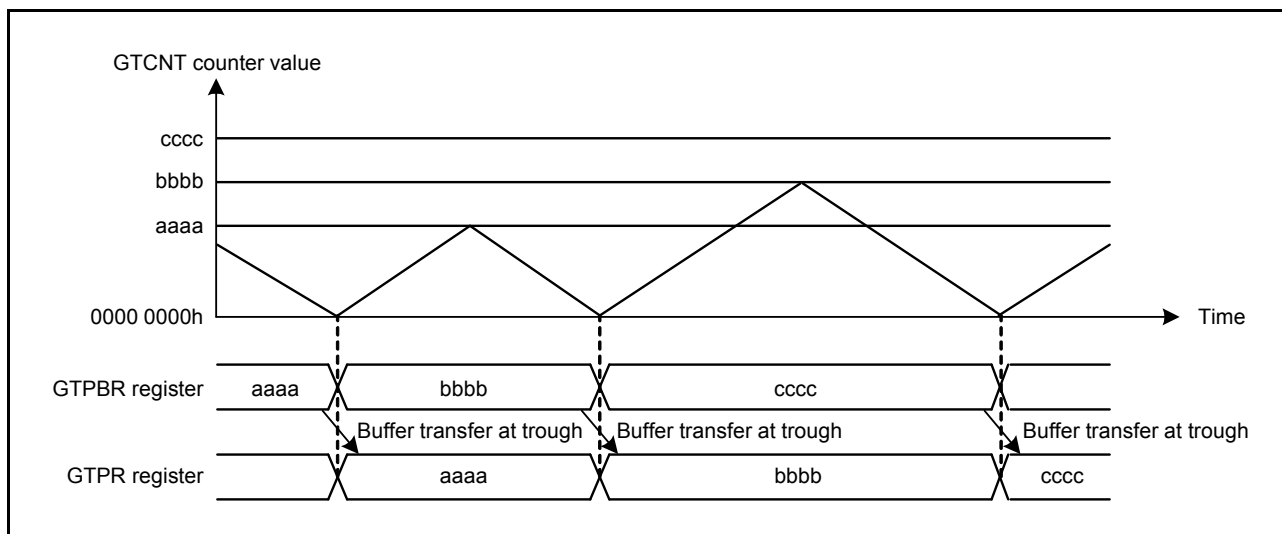 GTCNT counter value
cccc
bbbb
aaaa
0000 0000h
Time
GTPBR register
aaaa
bbbb
cccc
Buffer transfer at trough
Buffer transfer at trough
Buffer transfer at trough
GTPR register
aaaa
bbbb
cccc